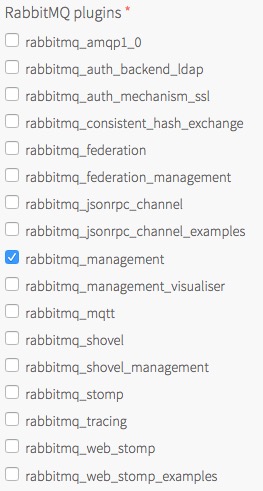 RabbitMQ plugins *
rabbitmq_amqp1_0
rabbitmq_auth_backend_ldap
rabbitmq_auth_mechanism_ssl
rabbitmq_consistent_hash_exchange
rabbitmq_federation
rabbitmq_federation_management
rabbitmq_jsonrpc_channel
rabbitmq_jsonrpc_channel_examples
rabbitmq_management
rabbitmq_management_visualiser
rabbitmq_mqtt
rabbitmq_shovel
rabbitmq_shovel_management
rabbitmq_stomp
rabbitmq_tracing
rabbitmq_web_stomp
rabbitmq_web_stomp_examples